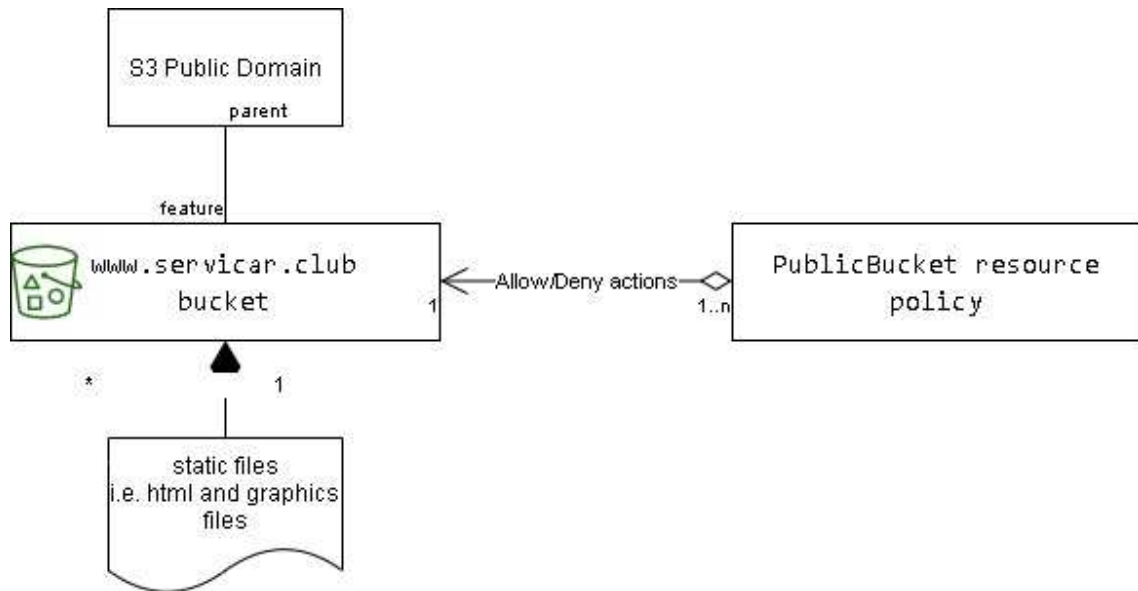 S3 Public Domain
parent
feature
www.servicar.club
bucket
1
Allow/Deny actions
1..n
PublicBucket resource
policy
*
1
static files
i.e. html and graphics
files